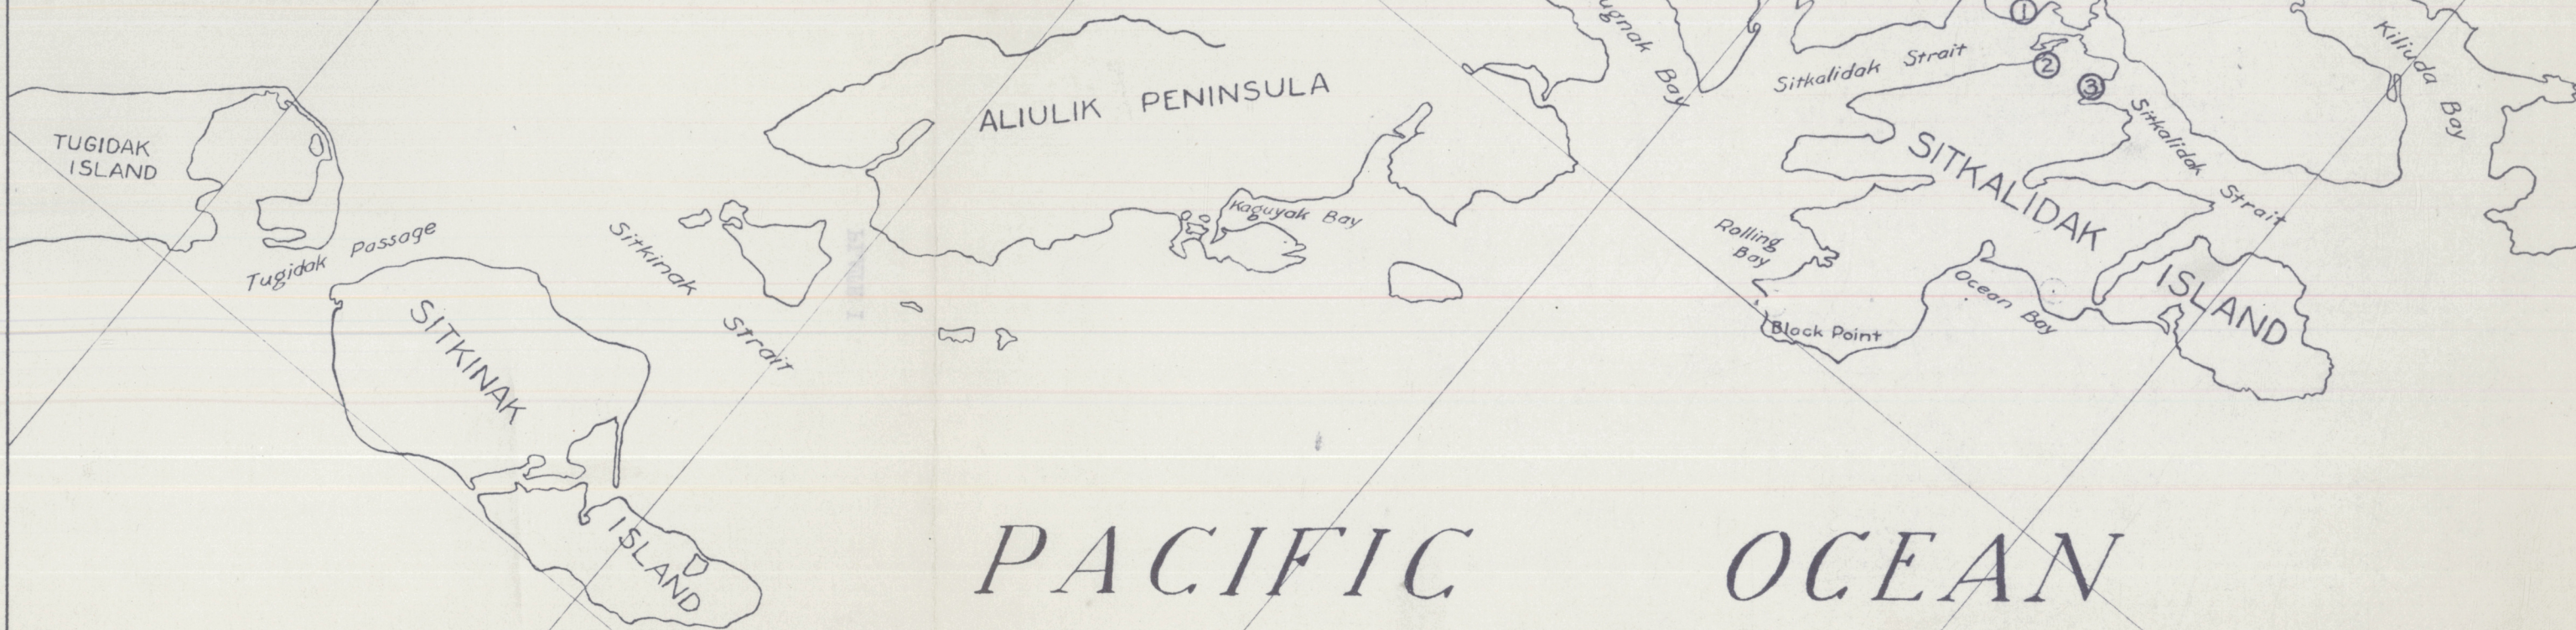 TUGIDAK
ISLAND
Tugidak Passage
SITKINAK
ISLAND
Sitkinak Strait
ALIULIK PENINSULA
Kaguyak Bay
Bay
Sitkalidak Strait
1
2
3
Sitkalidak Strait
Kiliuda Bay
SITKALIDAK
ISLAND
Rolling
Bay
Black Point
Ocean Bay
PACIFIC OCEAN